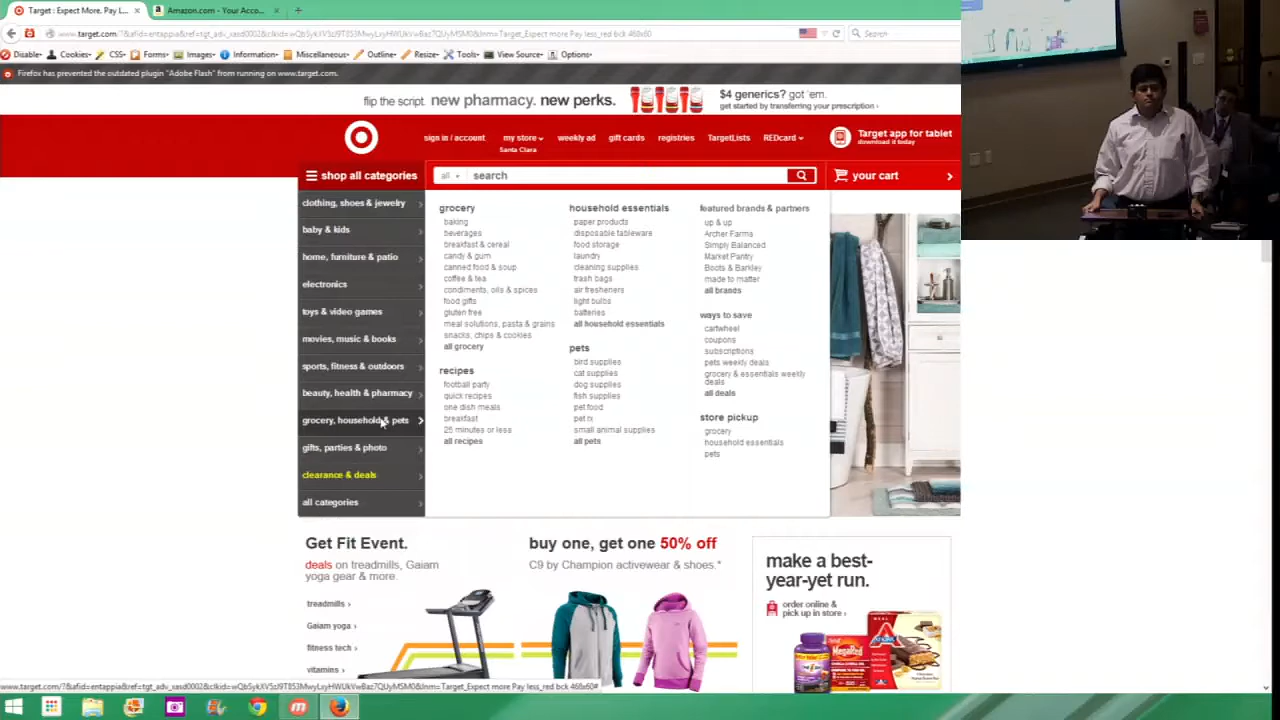 Target : Expect More. Pay L...
Amazon.com - Your Acco...
Search
Disable
Cookies
CSS
Forms
Images
Information
Miscellaneous
Outline
Resize
Tools
View Source
Options
Firefox has prevented the outdated plugin "Adobe Flash" from running on www.target.com.
flip the script. new pharmacy. new perks.
$4 generics? got 'em.
get started by transferring your prescription ›
sign in / account
my store
Santa Clara
weekly ad
gift cards
registries
TargetLists
REDcard
Target app for tablet
download it today
shop all categories
all
search
your cart
clothing, shoes & jewelry
baby & kids
home, furniture & patio
electronics
toys & video games
movies, music & books
sports, fitness & outdoors
beauty, health & pharmacy
grocery, household & pets
gifts, parties & photo
clearance & deals
all categories
grocery
baking
beverages
breakfast & cereal
candy & gum
canned food & soup
coffee & tea
condiments, oils & spices
food gifts
gluten free
meal solutions, pasta & grains
snacks, chips & cookies
all grocery
recipes
football party
quick recipes
one dish meals
breakfast
25 minutes or less
all recipes
household essentials
paper products
disposable tableware
food storage
laundry
cleaning supplies
trash bags
air fresheners
light bulbs
batteries
all household essentials
pets
bird supplies
cat supplies
dog supplies
fish supplies
pet food
pet rx
small animal supplies
all pets
featured brands & partners
up & up
Archer Farms
Simply Balanced
Market Pantry
Boots & Barkley
made to matter
all brands
ways to save
cartwheel
coupons
subscriptions
pets weekly deals
grocery & essentials weekly
deals
all deals
store pickup
grocery
household essentials
pets
Get Fit Event.
deals on treadmills, Gaiam
yoga gear & more.
treadmills ›
Gaiam yoga ›
fitness tech ›
vitamins ›
buy one, get one 50% off
C9 by Champion activewear & shoes.*
make a best-
year-yet run.
order online &
pick up in store ›
MegaRed
ATKINS